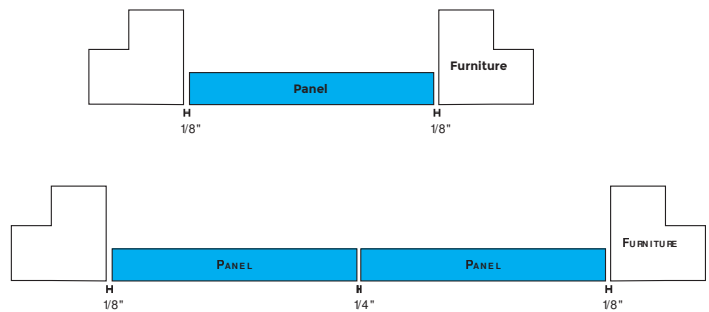 Furniture
Panel
1/8"
1/8"
FURNITURE
PANEL
PANEL
1/8"
1/4"
1/8"